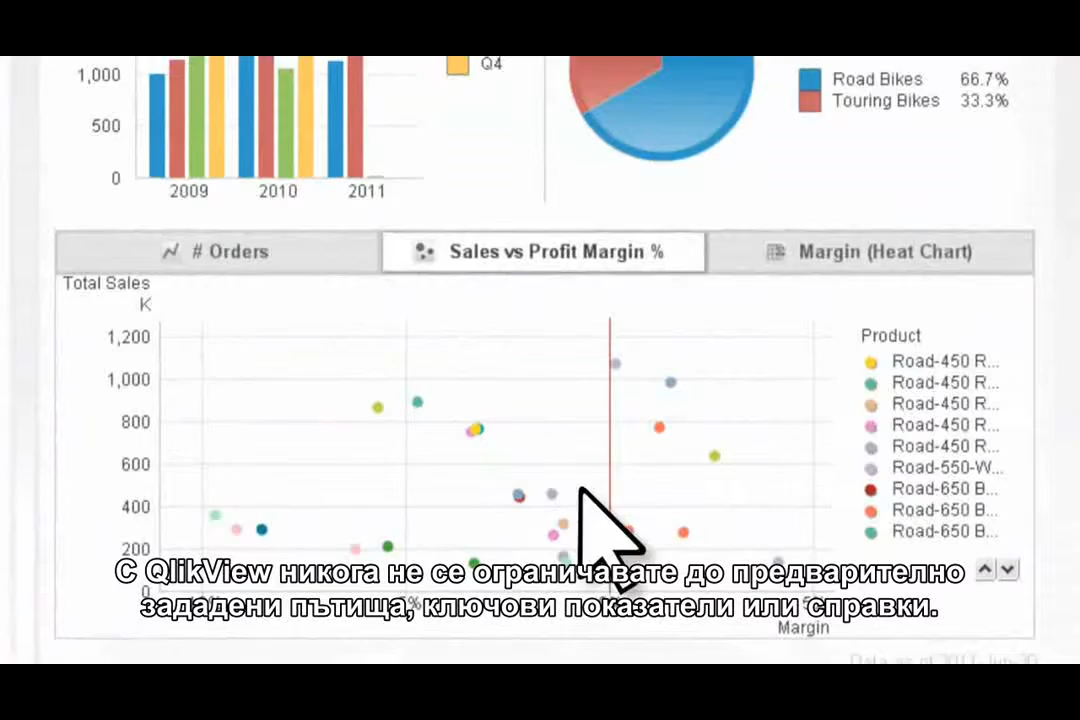 1,000
500
0
2009 2010 2011
Q4
Road Bikes 66.7%
Touring Bikes 33.3%
# Orders
Sales vs Profit Margin %
Margin (Heat Chart)
Total Sales
K
1,200
1,000
800
600
400
200
Product
Road-450 R...
Road-450 R...
Road-450 R...
Road-450 R...
Road-450 R...
Road-550-W...
Road-650 B...
Road-650 B...
Road-650 B...
С QlikView никога не се ограничавате до предварително
зададени пътища, ключови показатели или справки.
Margin